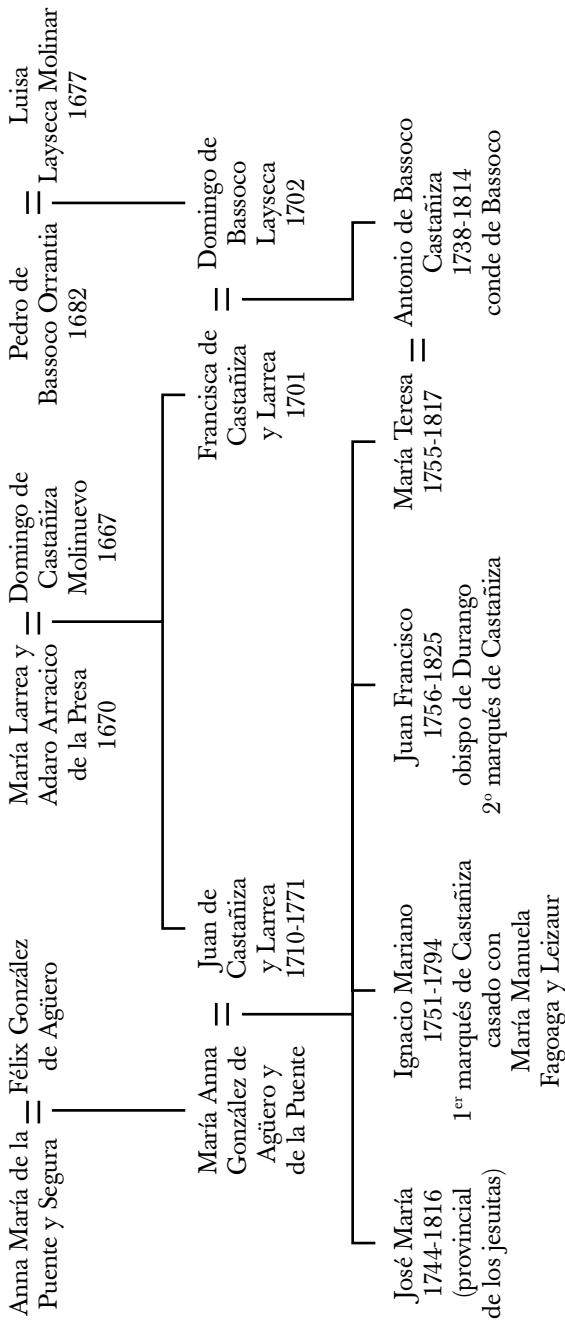 Anna María de la
Puente y Segura
=
Félix González
de Agüero
María Larrea y
Adaro Arracico
de la Presa
1670
=
Domingo de
Castañiza
Molinuevo
1667
Pedro de
Bassoco Orrantia
1682
=
Luisa
Layseca Molinar
1677
María Anna
González de
Agüero y
de la Puente
=
Juan de
Castañiza
y Larrea
1710-1771
Francisca de
Castañiza
y Larrea
1701
=
Domingo de
Bassoco
Layseca
1702
José María
1744-1816
(provincial
de los jesuitas)
Ignacio Mariano
1751-1794
1er marqués de Castañiza
casado con
María Manuela
Fagoaga y Leizaur
Juan Francisco
1756-1825
obispo de Durango
2º marqués de Castañiza
María Teresa
1755-1817
=
Antonio de Bassoco
Castañiza
1738-1814
conde de Bassoco